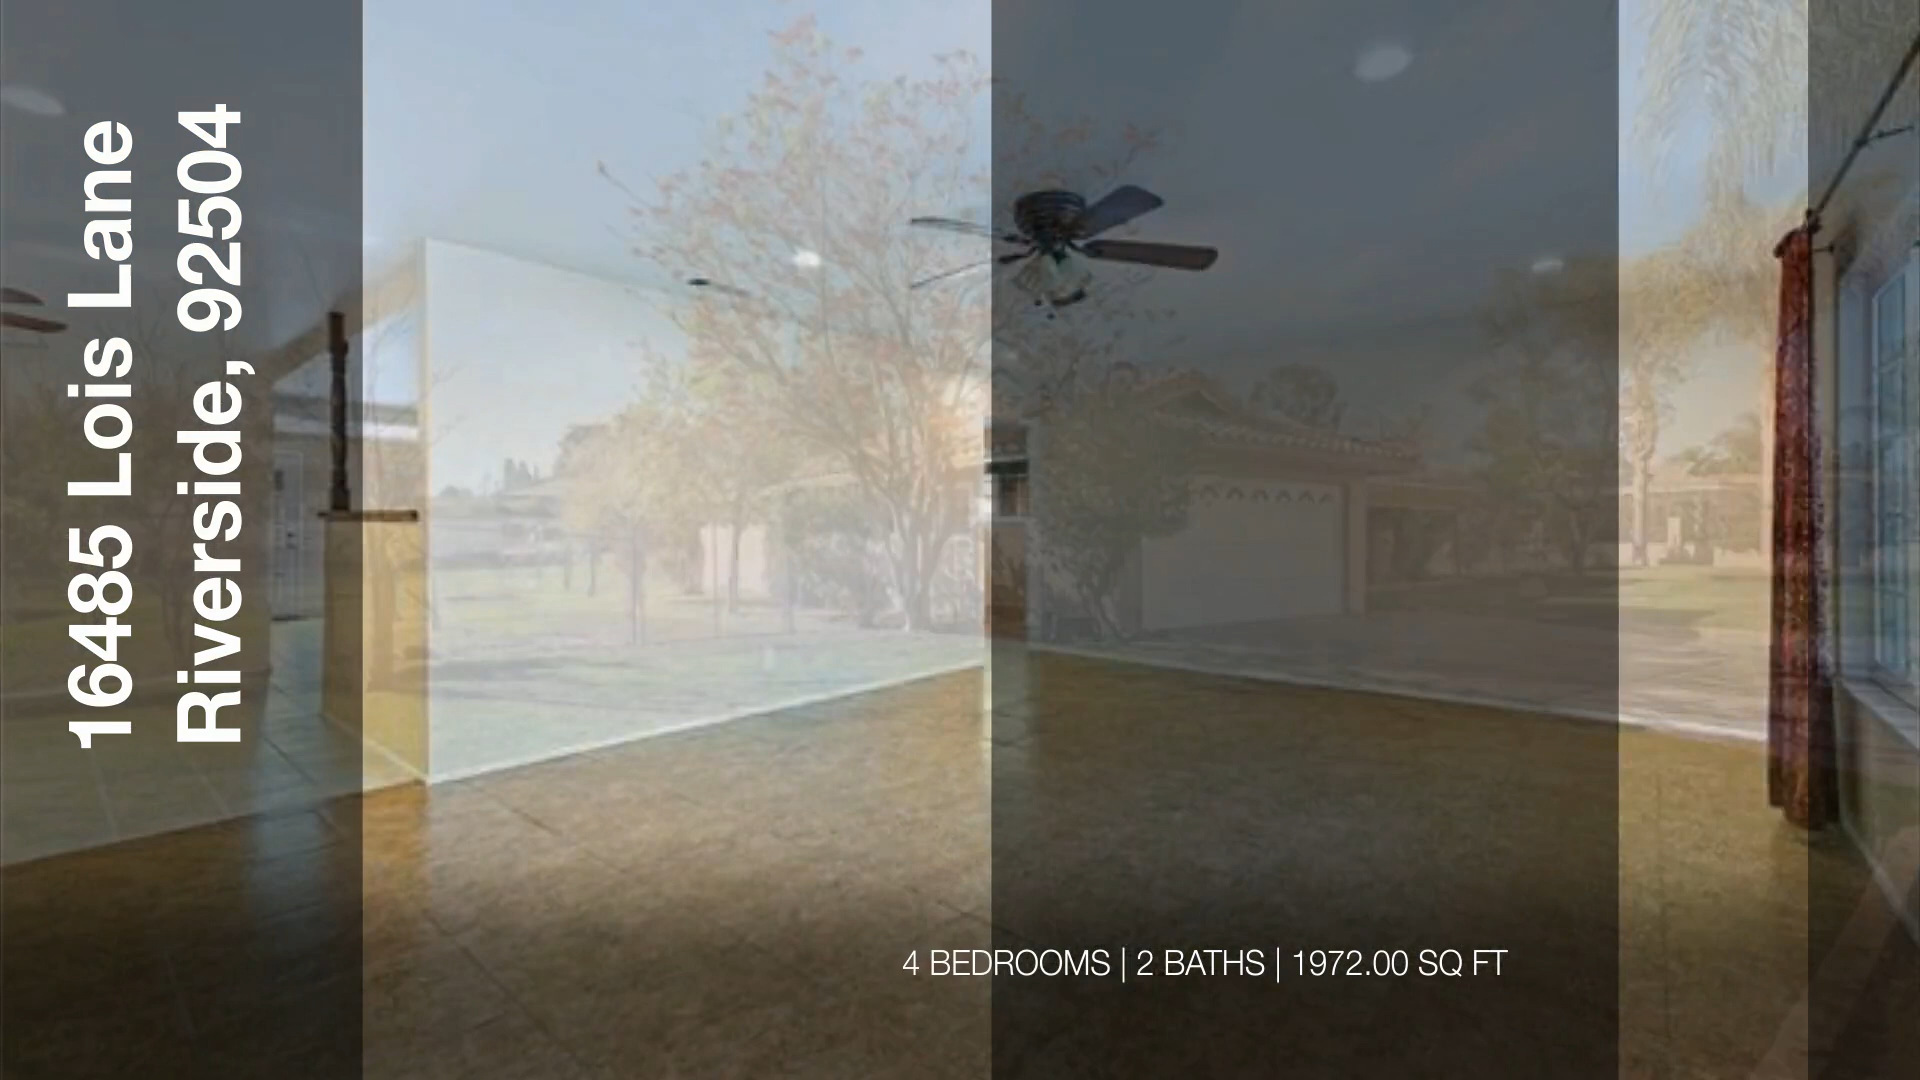 16485 Lois Lane
Riverside, 92504
4 BEDROOMS | 2 BATHS | 1972.00 SQ FT